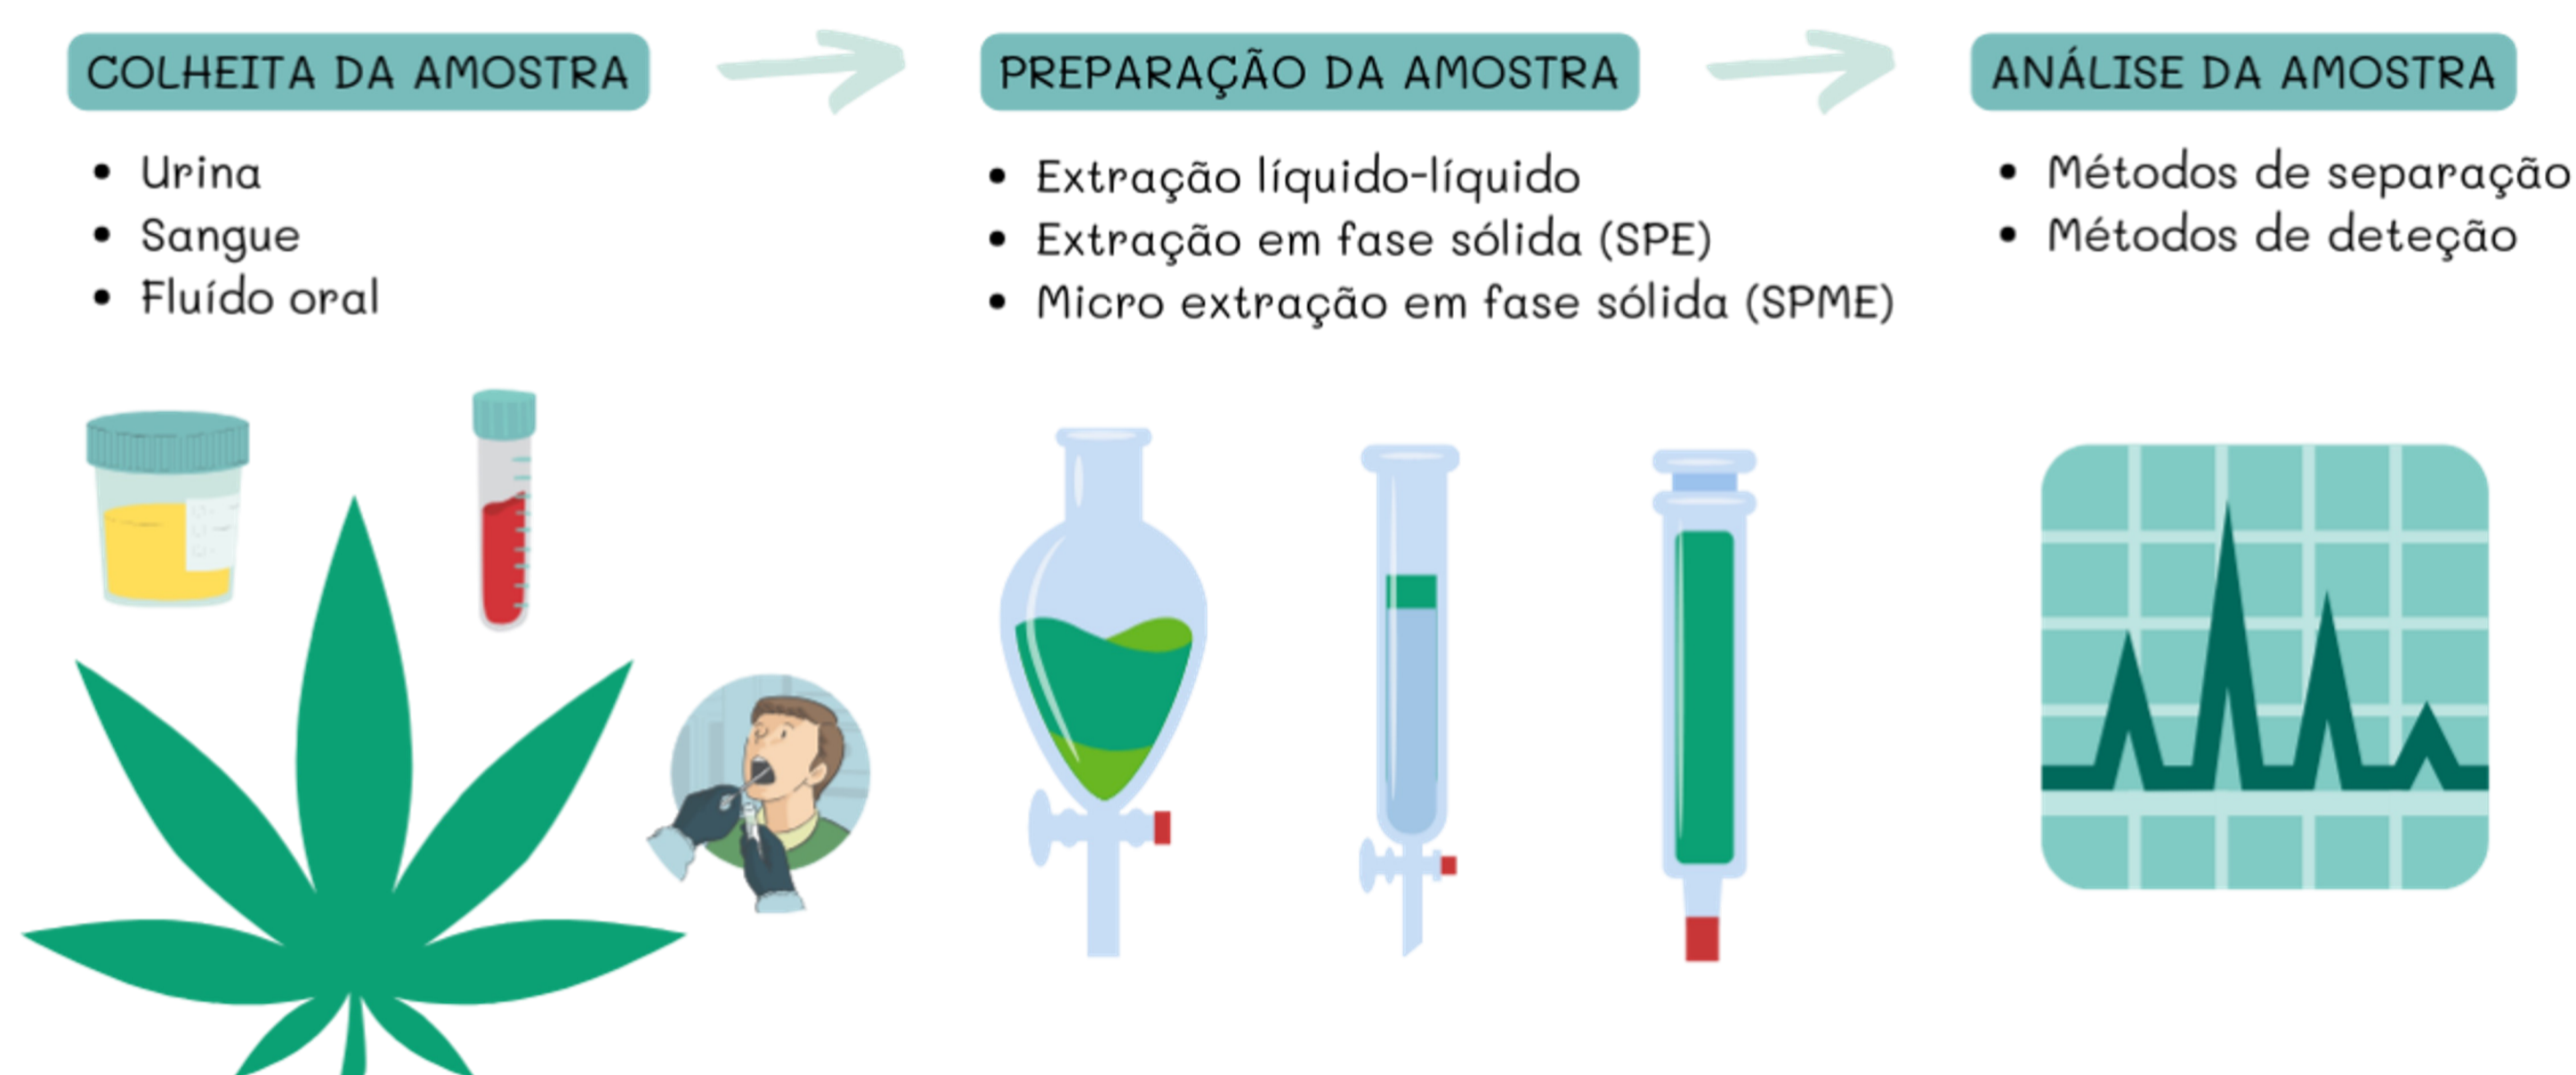 COLHEITA DA AMOSTRA
• Urina
• Sangue
• Fluído oral
PREPARAÇÃO DA AMOSTRA
• Extração líquido-líquido
• Extração em fase sólida (SPE)
• Micro extração em fase sólida (SPME)
ANÁLISE DA AMOSTRA
• Métodos de separação
• Métodos de deteção